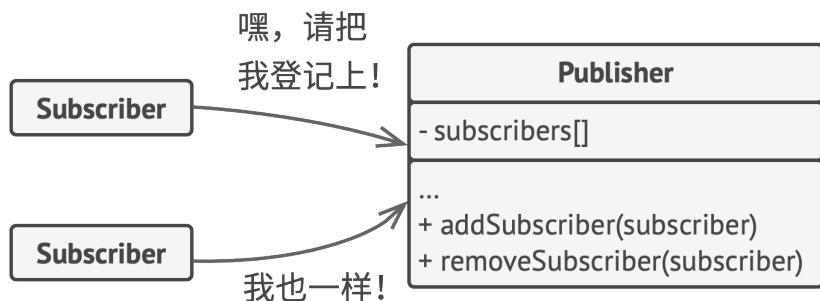 嘿，请把
我登记上！
Subscriber
Subscriber
我也一样！
Publisher
- subscribers[]
...
+ addSubscriber(subscriber)
+ removeSubscriber(subscriber)